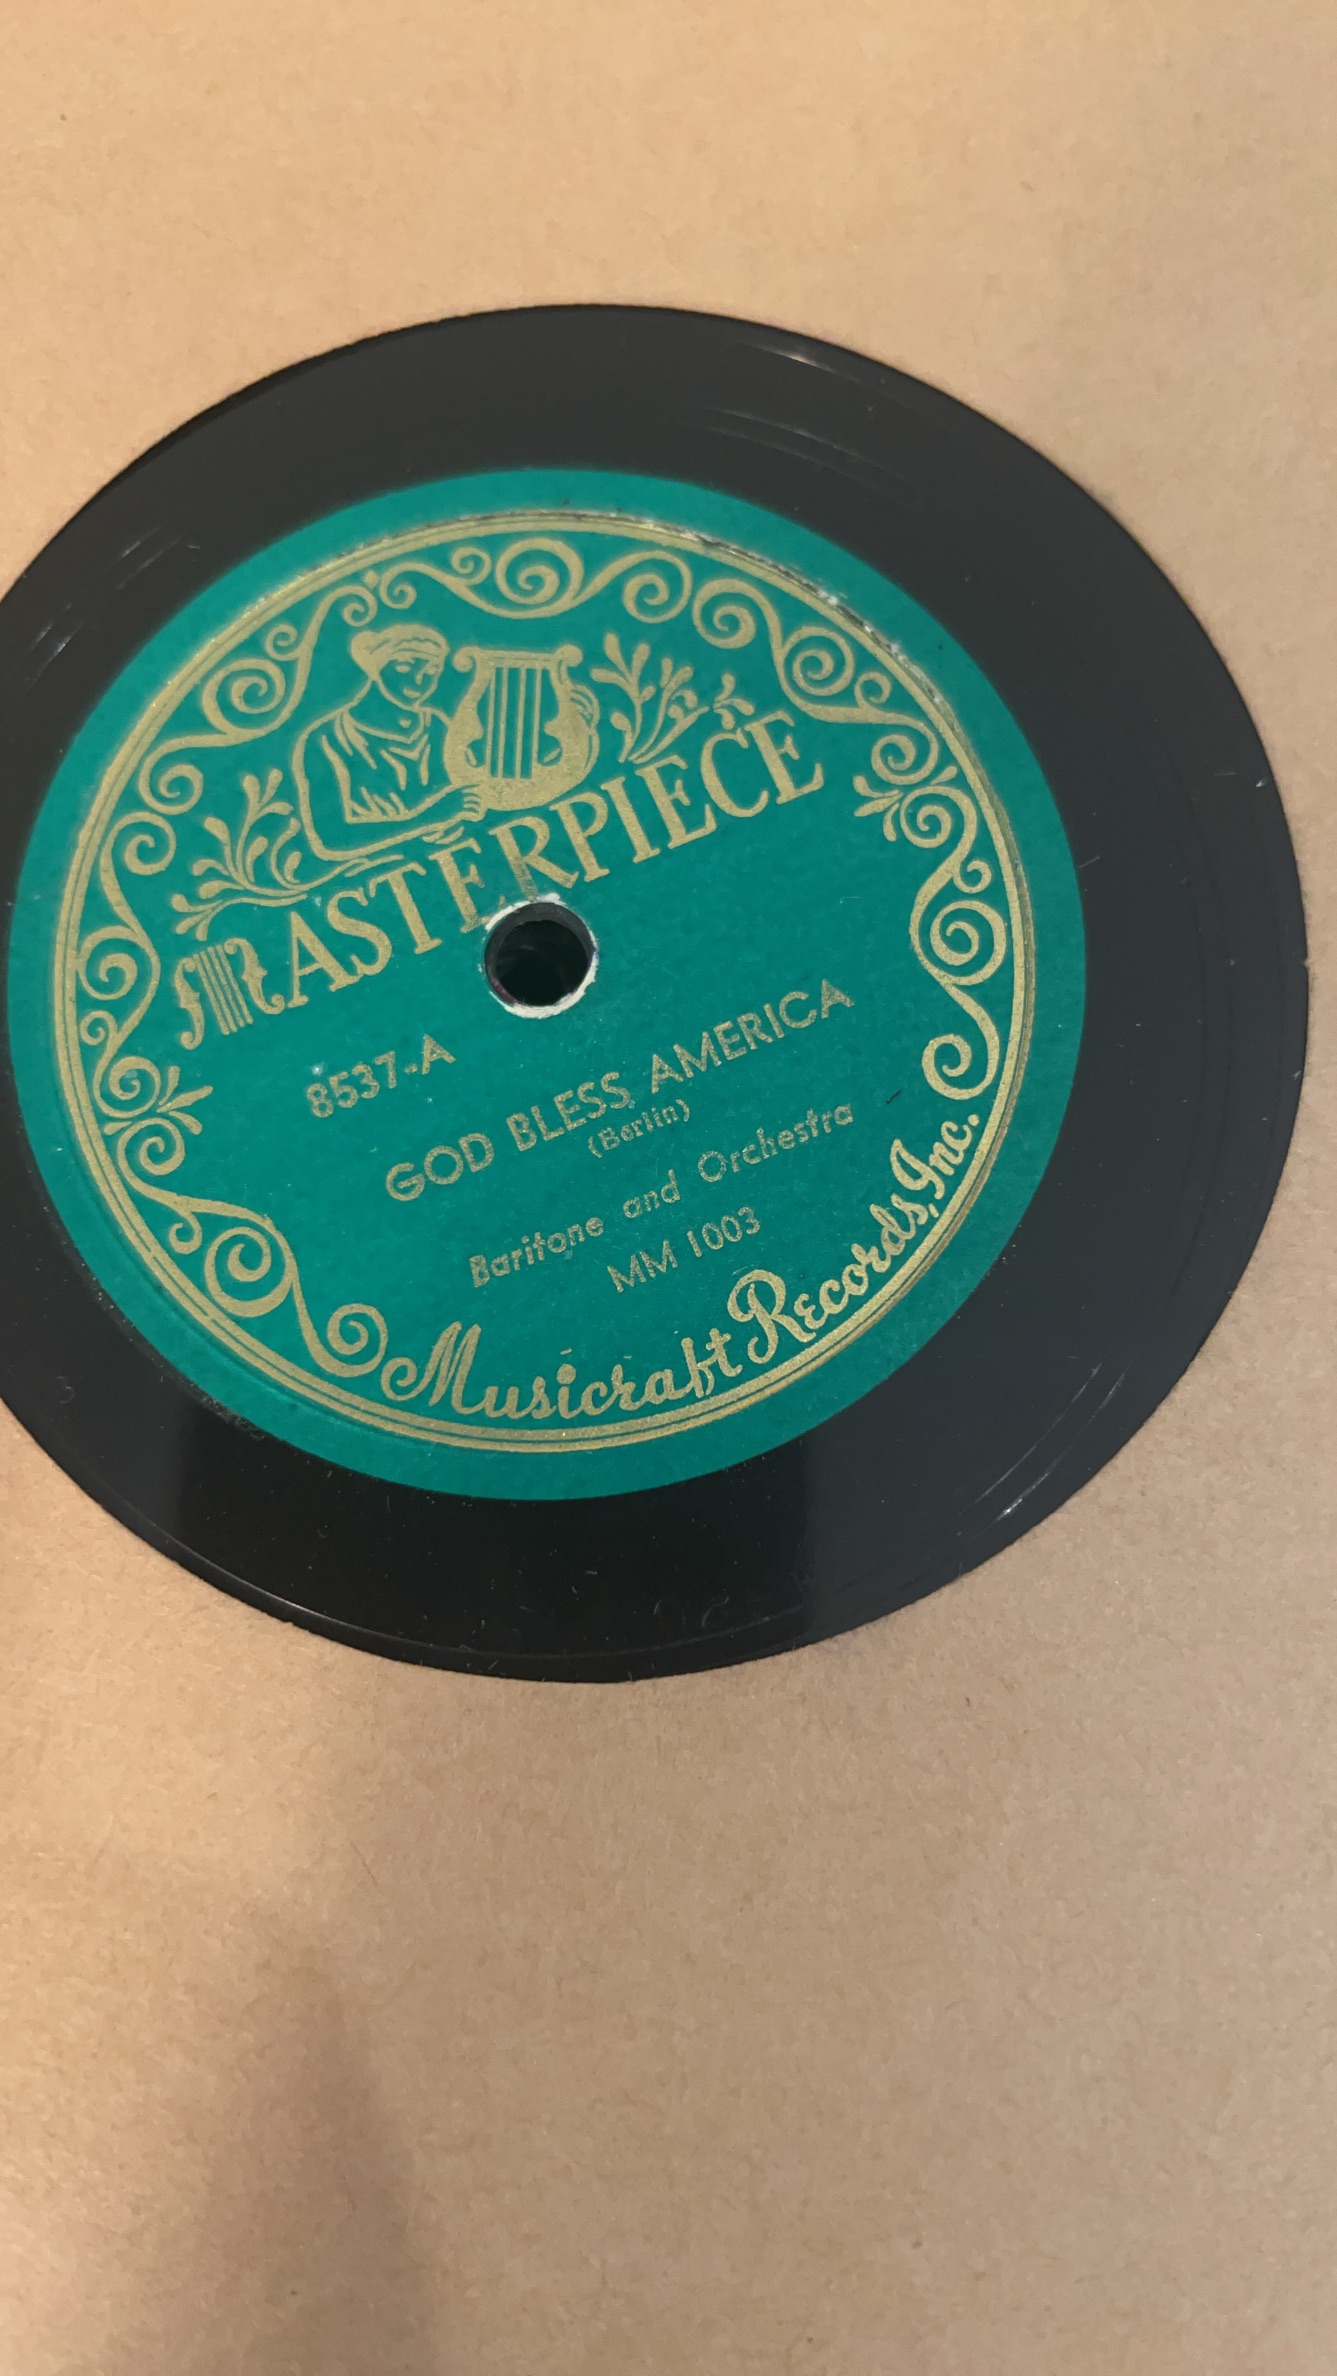 MASTERPIECE
8537-A
GOD BLESS AMERICA
(Berlin)
Baritone and Orchestra
MM 1003
Musicraft Records, Inc.